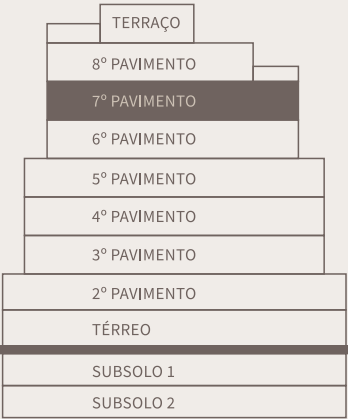 TERRAÇO
8º PAVIMENTO
7º PAVIMENTO
6º PAVIMENTO
5º PAVIMENTO
4º PAVIMENTO
3º PAVIMENTO
2º PAVIMENTO
TÉRREO
SUBSOLO 1
SUBSOLO 2